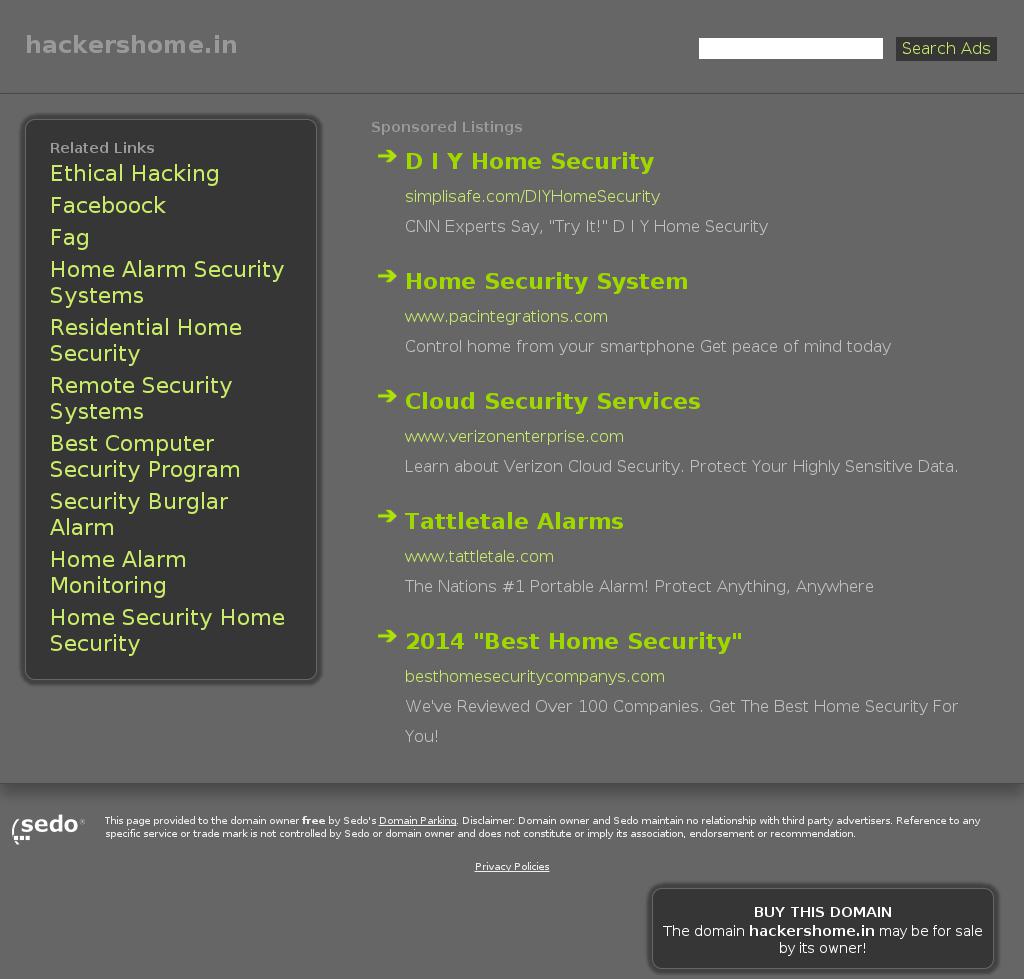 hackershome.in
Search Ads
Related Links
Ethical Hacking
Faceboock
Fag
Home Alarm Security
Systems
Residential Home
Security
Remote Security
Systems
Best Computer
Security Program
Security Burglar
Alarm
Home Alarm
Monitoring
Home Security Home
Security
Sponsored Listings
D I Y Home Security
simplisafe.com/DIYHomeSecurity
CNN Experts Say, "Try It!" D I Y Home Security
Home Security System
www.pacintegrations.com
Control home from your smartphone Get peace of mind today
Cloud Security Services
www.verizonenterprise.com
Learn about Verizon Cloud Security. Protect Your Highly Sensitive Data.
Tattletale Alarms
www.tattletale.com
The Nations #1 Portable Alarm! Protect Anything, Anywhere
2014 "Best Home Security"
besthomesecuritycompanys.com
We've Reviewed Over 100 Companies. Get The Best Home Security For
You!
sedo®
This page provided to the domain owner free by Sedo's Domain Parking. Disclaimer: Domain owner and Sedo maintain no relationship with third party advertisers. Reference to any
specific service or trade mark is not controlled by Sedo or domain owner and does not constitute or imply its association, endorsement or recommendation.
Privacy Policies
BUY THIS DOMAIN
The domain hackershome.in may be for sale
by its owner!